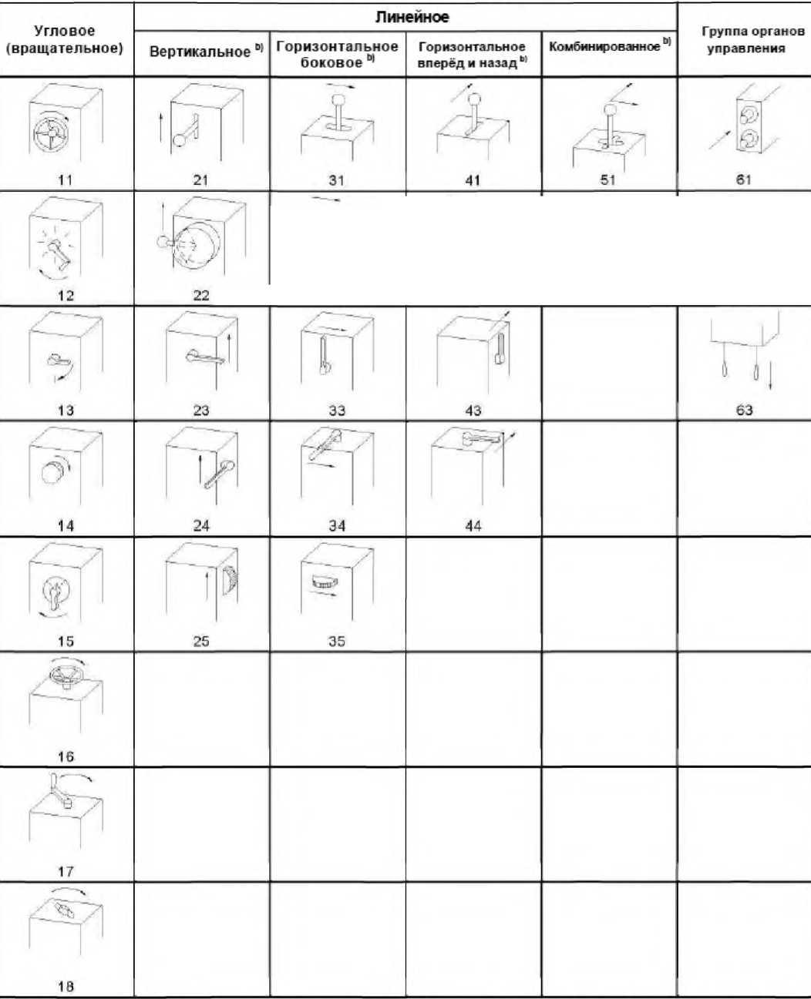 Угловое
(вращательное)
Линейное
Группа органов
управления
Вертикальное b)
Горизонтальное
боковое b)
Горизонтальное
вперёд и назад b)
Комбинированное b)
11
21
31
41
51
61
12
22
13
23
33
43
63
14
24
34
44
15
25
35
16
17
18